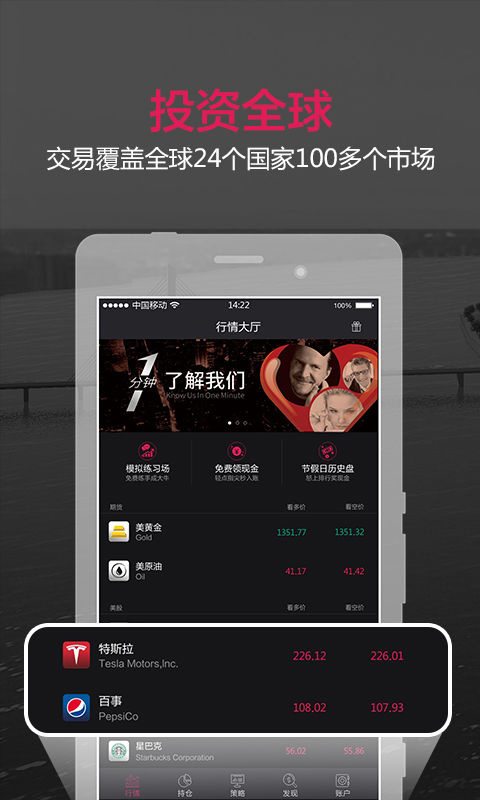 投资全球
交易覆盖全球24个国家100多个市场
中国移动 14:22 100%
行情大厅
1分钟 了解我们
Know Us In One Minute
模拟练习场 免费领现金 节假日历史盘
免费练手成大牛 轻点指尖秒入账 怒上排行奖现金
期货 看多价 看空价
美黄金 1351.77 1351.32
Gold
美原油 41.17 41.42
Oil
美股 看多价 看空价
特斯拉 226.12 226.01
Tesla Motors,Inc.
百事 108.02 107.93
PepsiCo
星巴克 56.02 55.86
Starbucks Corporation
行情 持仓 策略 发现 账户